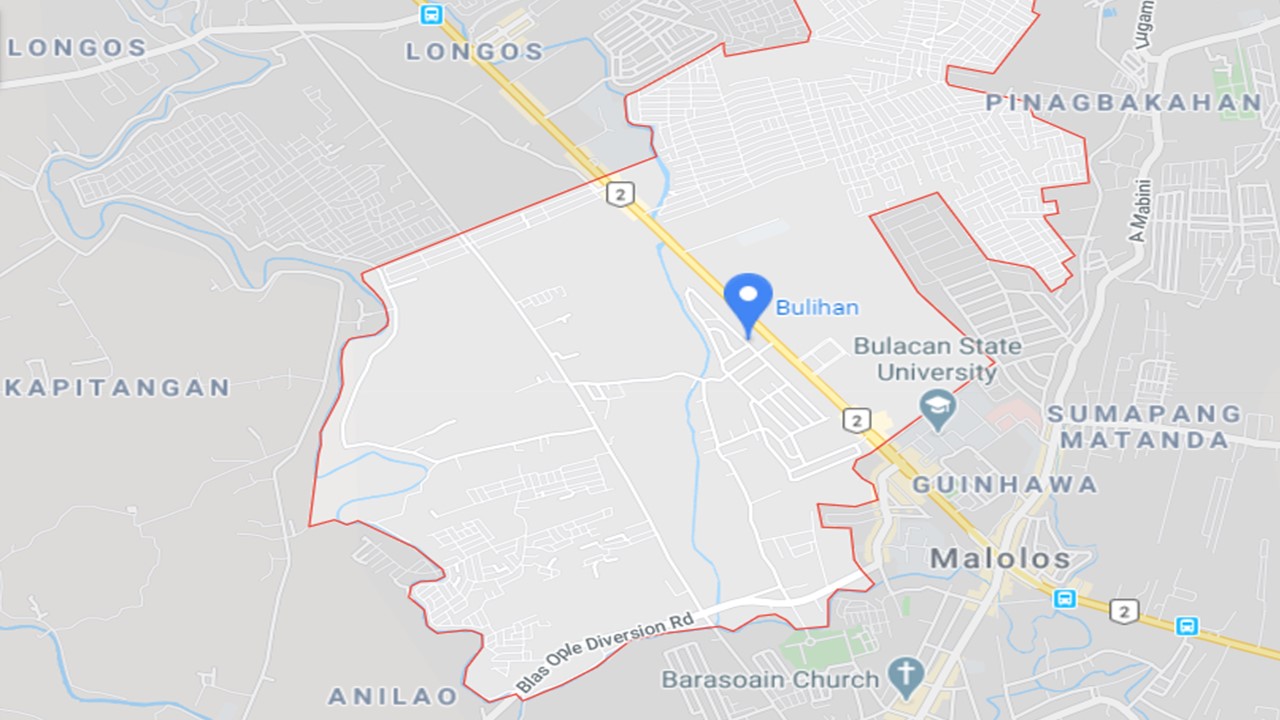 LONGOS
LONGOS
Lugam
PINAGBAKAHAN
2
A Mabini
Bulihan
Bulacan State
University
KAPITANGAN
2
SUMAPANG
MATANDA
GUINHAWA
Malolos
2
Blas Ople Diversion Rd
Barasoain Church
ANILAO